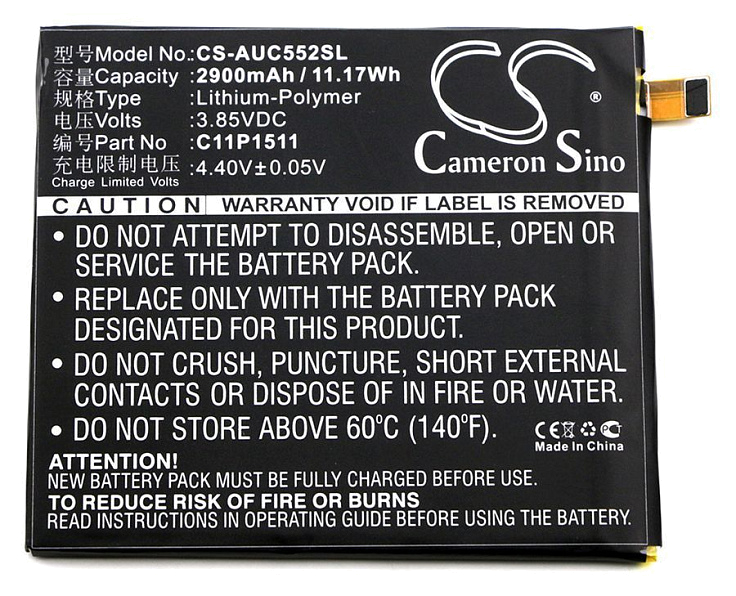 型号Model No.:CS-AUC552SL
容量Capacity :2900mAh / 11.17Wh
规格Type :Lithium-Polymer
电压Volts :3.85VDC
编号Part No :C11P1511
充电限制电压 :4.40V±0.05V
Charge Limited Volts
CS
®
Cameron Sino
CAUTION WARRANTY VOID IF LABEL IS REMOVED
• DO NOT ATTEMPT TO DISASSEMBLE, OPEN OR
SERVICE THE BATTERY PACK.
• REPLACE ONLY WITH THE BATTERY PACK
DESIGNATED FOR THIS PRODUCT.
• DO NOT CRUSH, PUNCTURE, SHORT EXTERNAL
CONTACTS OR DISPOSE OF IN FIRE OR WATER.
• DO NOT STORE ABOVE 60°C (140°F).
CE PCT
Made In China
ATTENTION!
NEW BATTERY PACK MUST BE FULLY CHARGED BEFORE USE.
TO REDUCE RISK OF FIRE OR BURNS
READ INSTRUCTIONS IN OPERATING GUIDE BEFORE USING THE BATTERY.